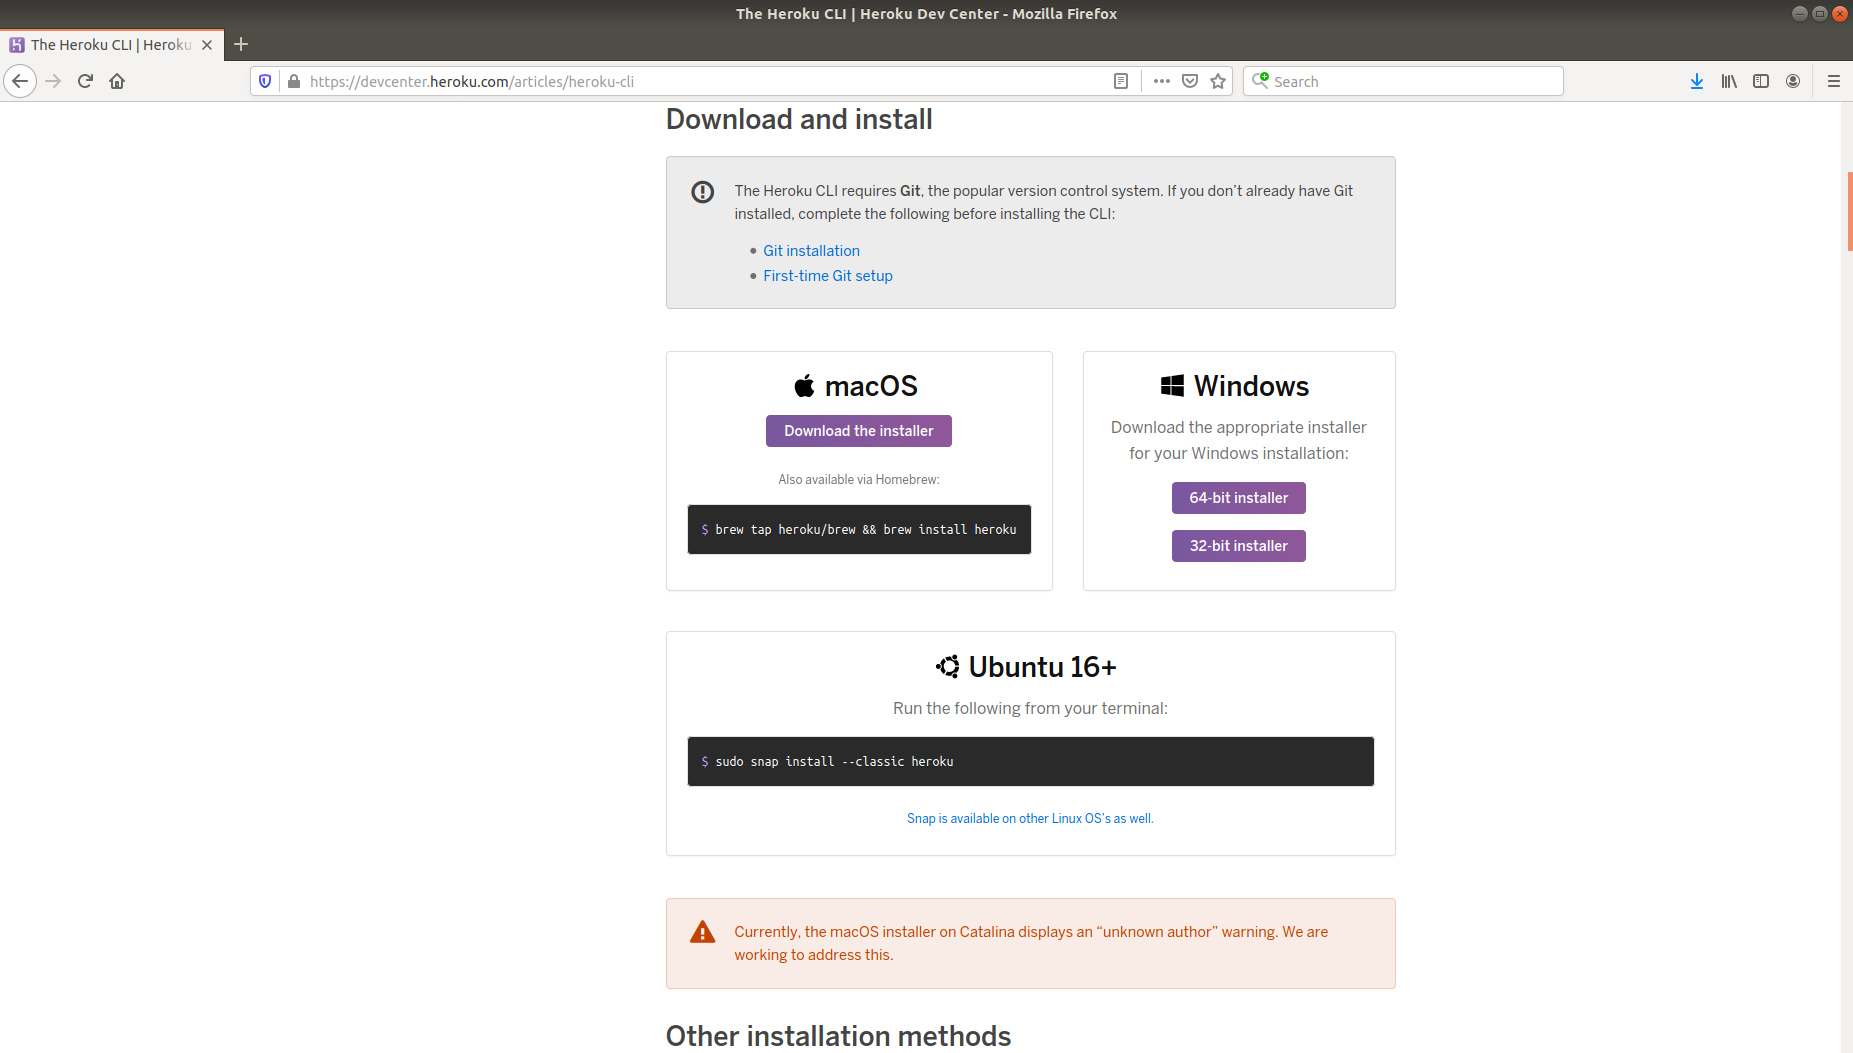 The Heroku CLI | Heroku Dev Center - Mozilla Firefox
The Heroku CLI | Heroku
https://devcenter.heroku.com/articles/heroku-cli
Search
Download and install
The Heroku CLI requires Git, the popular version control system. If you don’t already have Git
installed, complete the following before installing the CLI:
• Git installation
• First-time Git setup
macOS
Download the installer
Also available via Homebrew:
$ brew tap heroku/brew && brew install heroku
Windows
Download the appropriate installer
for your Windows installation:
64-bit installer
32-bit installer
Ubuntu 16+
Run the following from your terminal:
$ sudo snap install --classic heroku
Snap is available on other Linux OS’s as well.
Currently, the macOS installer on Catalina displays an “unknown author” warning. We are
working to address this.
Other installation methods